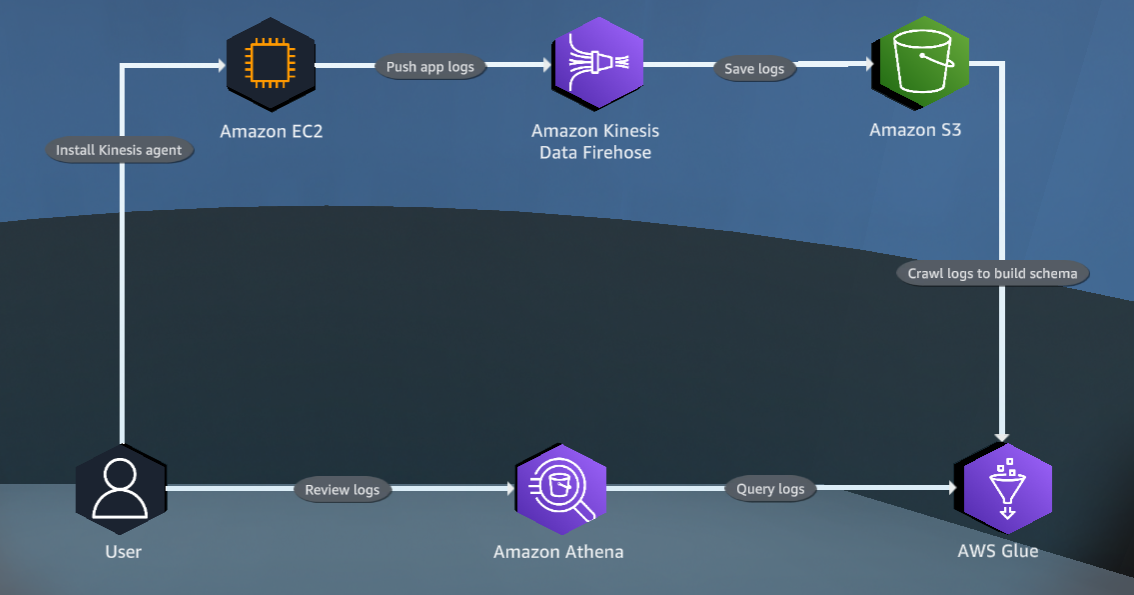 Push app logs
Save logs
Amazon EC2
Amazon Kinesis
Data Firehose
Amazon S3
Install Kinesis agent
Crawl logs to build schema
Review logs
Query logs
User
Amazon Athena
AWS Glue